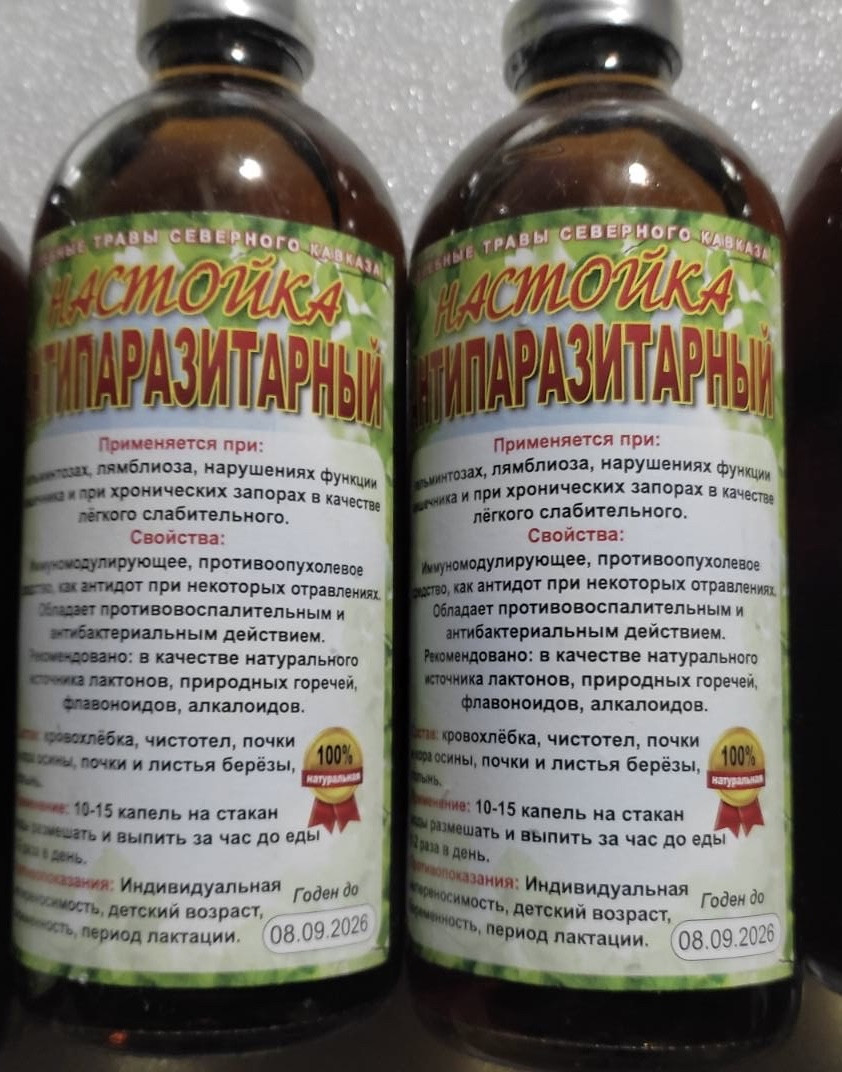 ТРАВЫ СЕВЕРНОГО КАВКАЗА
НАСТОЙКА
АНТИПАРАЗИТАРНЫЙ
Применяется при:
лямблиоза, нарушениях функции
и при хронических запорах в качестве
лёгкого слабительного.
Свойства:
Иммуномодулирующее, противоопухолевое
как антидот при некоторых отравлениях.
Обладает противовоспалительным и
антибактериальным действием.
Рекомендовано: в качестве натурального
источника лактонов, природных горечей,
флавоноидов, алкалоидов.
кровохлёбка, чистотел, почки
осины, почки и листья берёзы,
100%
натуральная
10-15 капель на стакан
размешать и выпить за час до еды
раза в день.
Индивидуальная
детский возраст,
период лактации.
Годен до
08.09.2026
ТРАВЫ СЕВЕРНОГО КАВКАЗА
НАСТОЙКА
АНТИПАРАЗИТАРНЫЙ
Применяется при:
лямблиоза, нарушениях функции
и при хронических запорах в качестве
лёгкого слабительного.
Свойства:
Иммуномодулирующее, противоопухолевое
как антидот при некоторых отравлениях.
Обладает противовоспалительным и
антибактериальным действием.
Рекомендовано: в качестве натурального
источника лактонов, природных горечей,
флавоноидов, алкалоидов.
кровохлёбка, чистотел, почки
кора осины, почки и листья берёзы,
100%
натуральная
10-15 капель на стакан
размешать и выпить за час до еды
раза в день.
Индивидуальная
детский возраст,
период лактации.
Годен до
08.09.2026